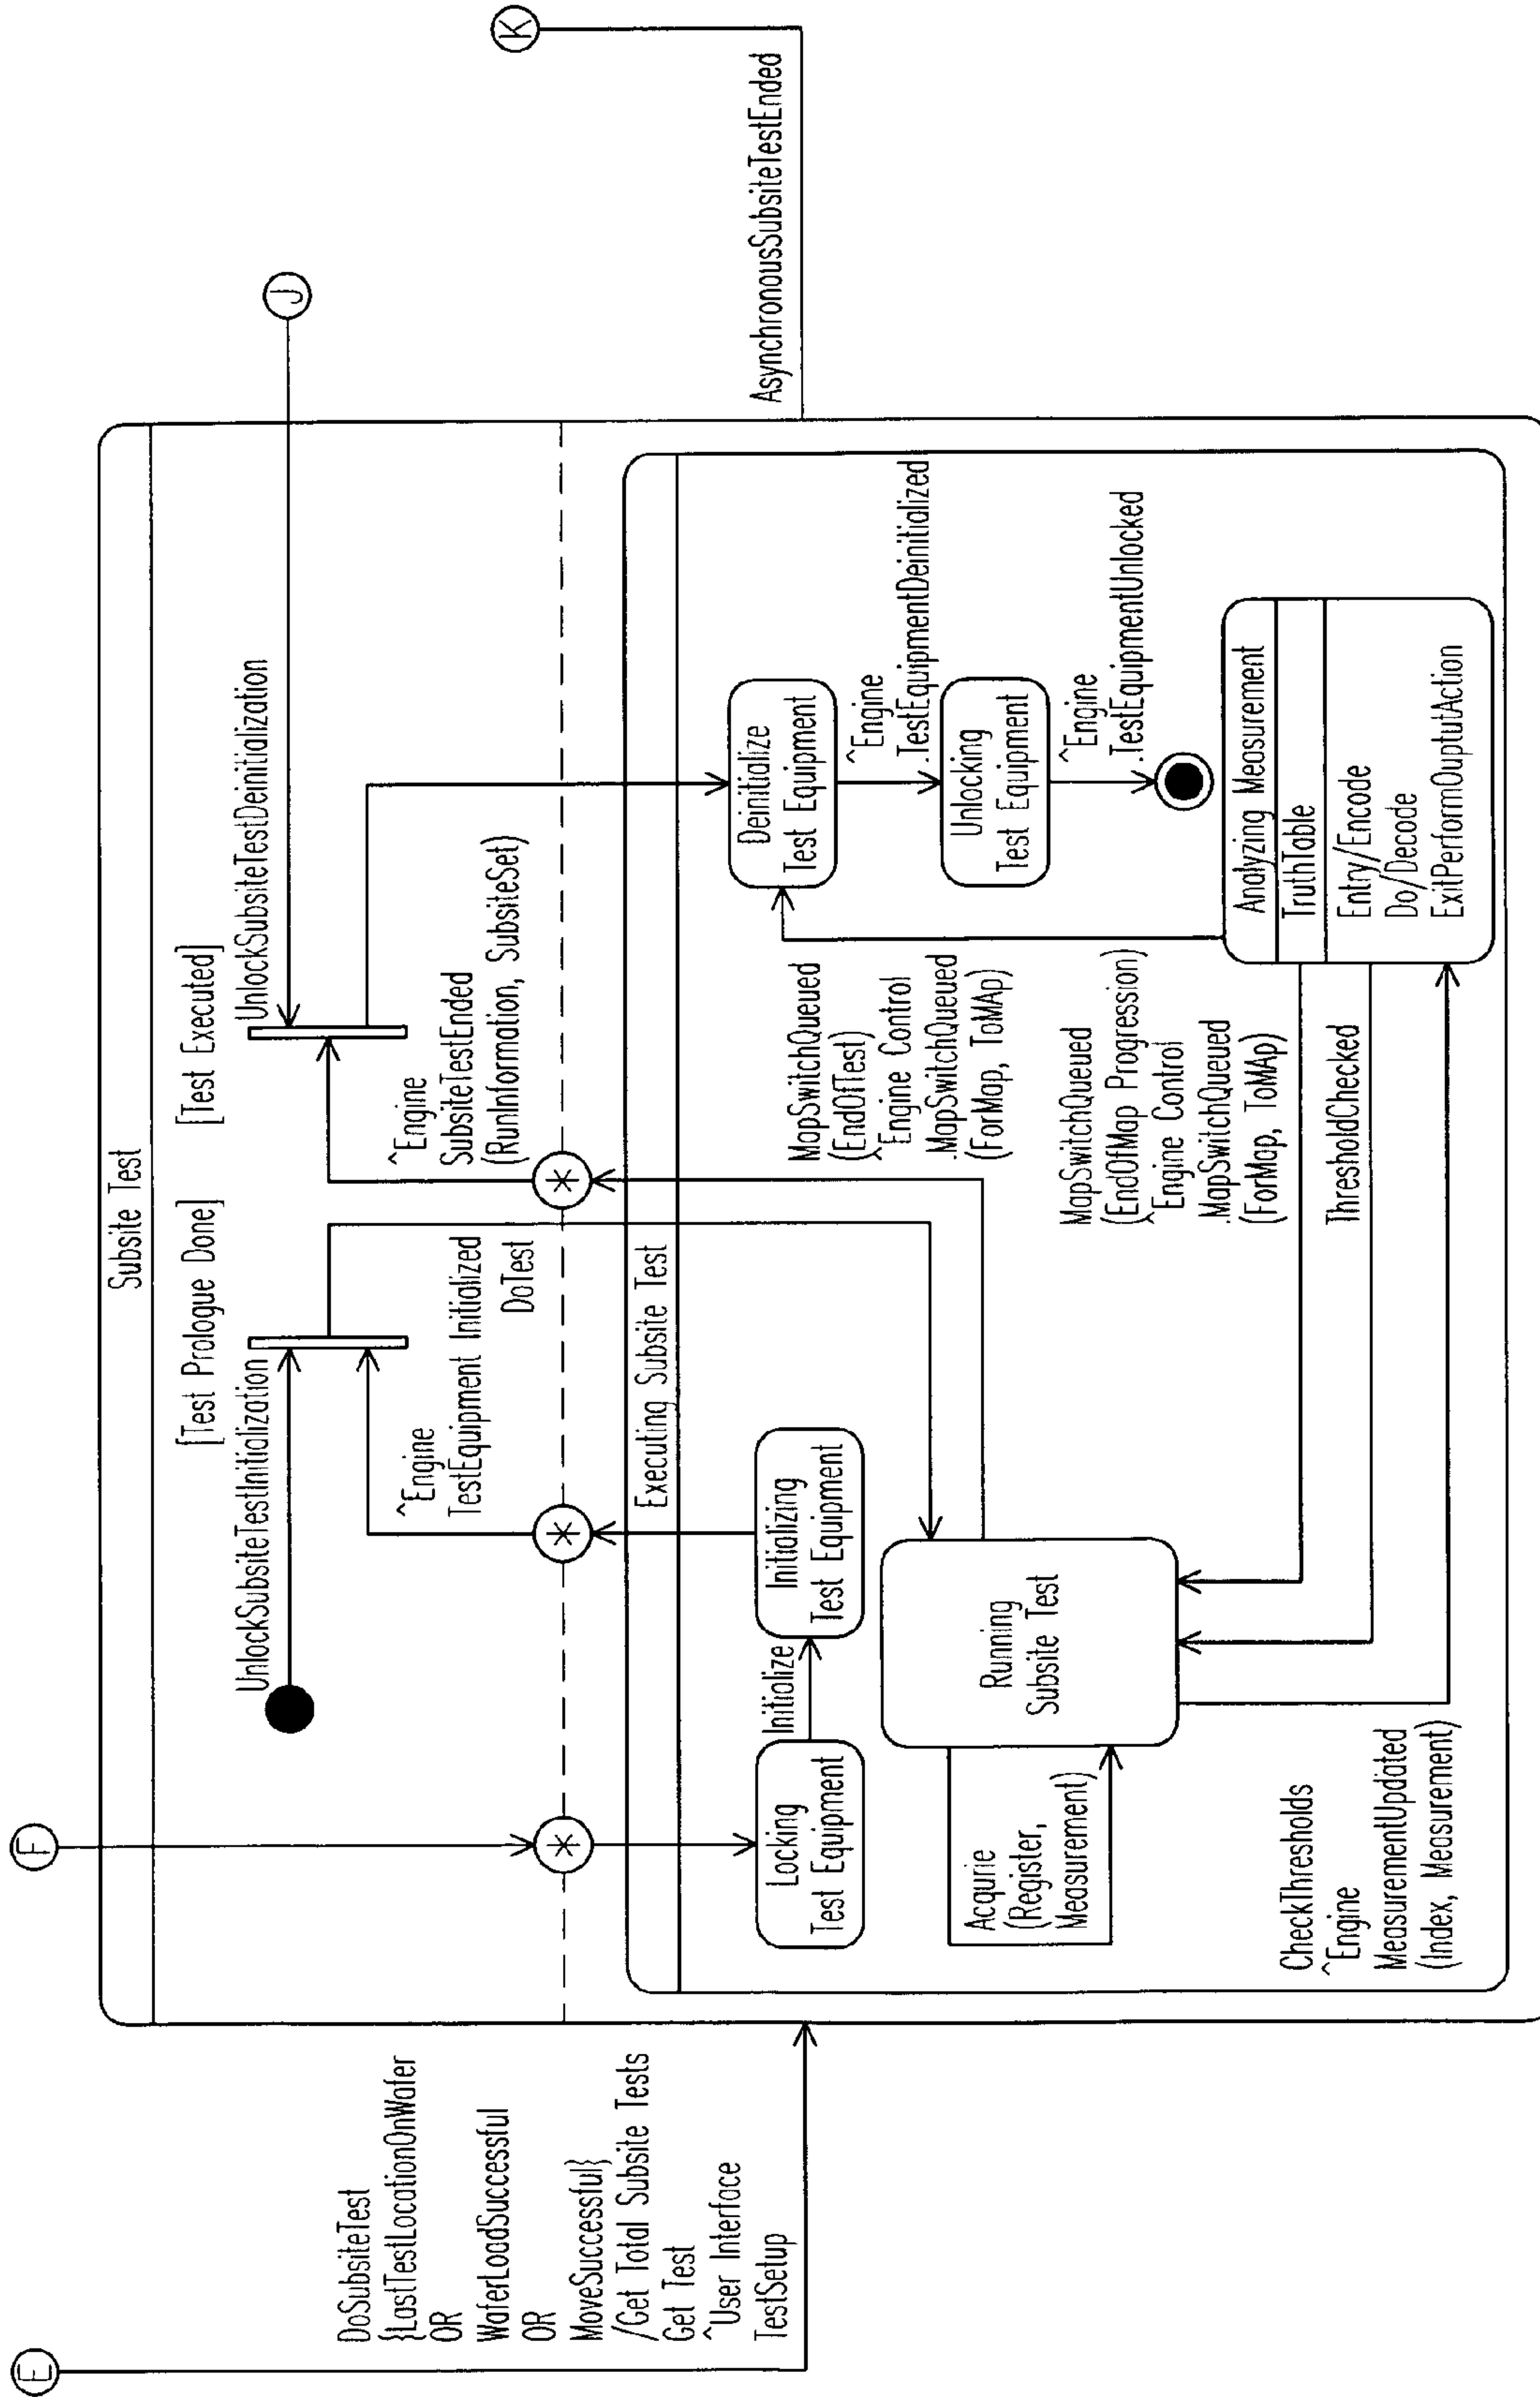 E
DoSubsiteTest
{LastTestLocationOnWafer
OR
WaferLoadSuccessful
OR
MoveSuccessful}
/Get Total Subsite Tests
Get Test
^User Interface
TestSetup
F
Subsite Test
UnlockSubsiteTestInitialization
[Test Prologue Done]
[Test Executed]
UnlockSubsiteTestDeinitialization
J
^Engine
TestEquipment Initialized
DoTest
^Engine
SubsiteTestEnded
(RunInformation, SubsiteSet)
*
*
*
AsynchronousSubsiteTestEnded
K
Executing Subsite Test
Locking
Test Equipment
Initiolize
Initializing
Test Equipment
Deinitialize
Test Equipment
^Engine
.TestEquipmentDeinitialized
Unlocking
Test Equipment
^Engine
.TestEquipmentUnlocked
Running
Subsite Test
Acqurie
(Register,
Measurement)
MapSwitchQueued
(EndOfTest)
^Engine Control
.MapSwitchQueued
(ForMap, ToMAp)
MapSwitchQueued
(EndOfMap Progression)
^Engine Control
.MapSwitchQueued
(ForMap, ToMAp)
ThresholdChecked
CheckThresholds
^Engine
MeasurementUpdated
(Index, Measurement)
Analyzing Measurement
TruthTable
Entry/Encode
Do/Decode
ExitPerformOuptutAction